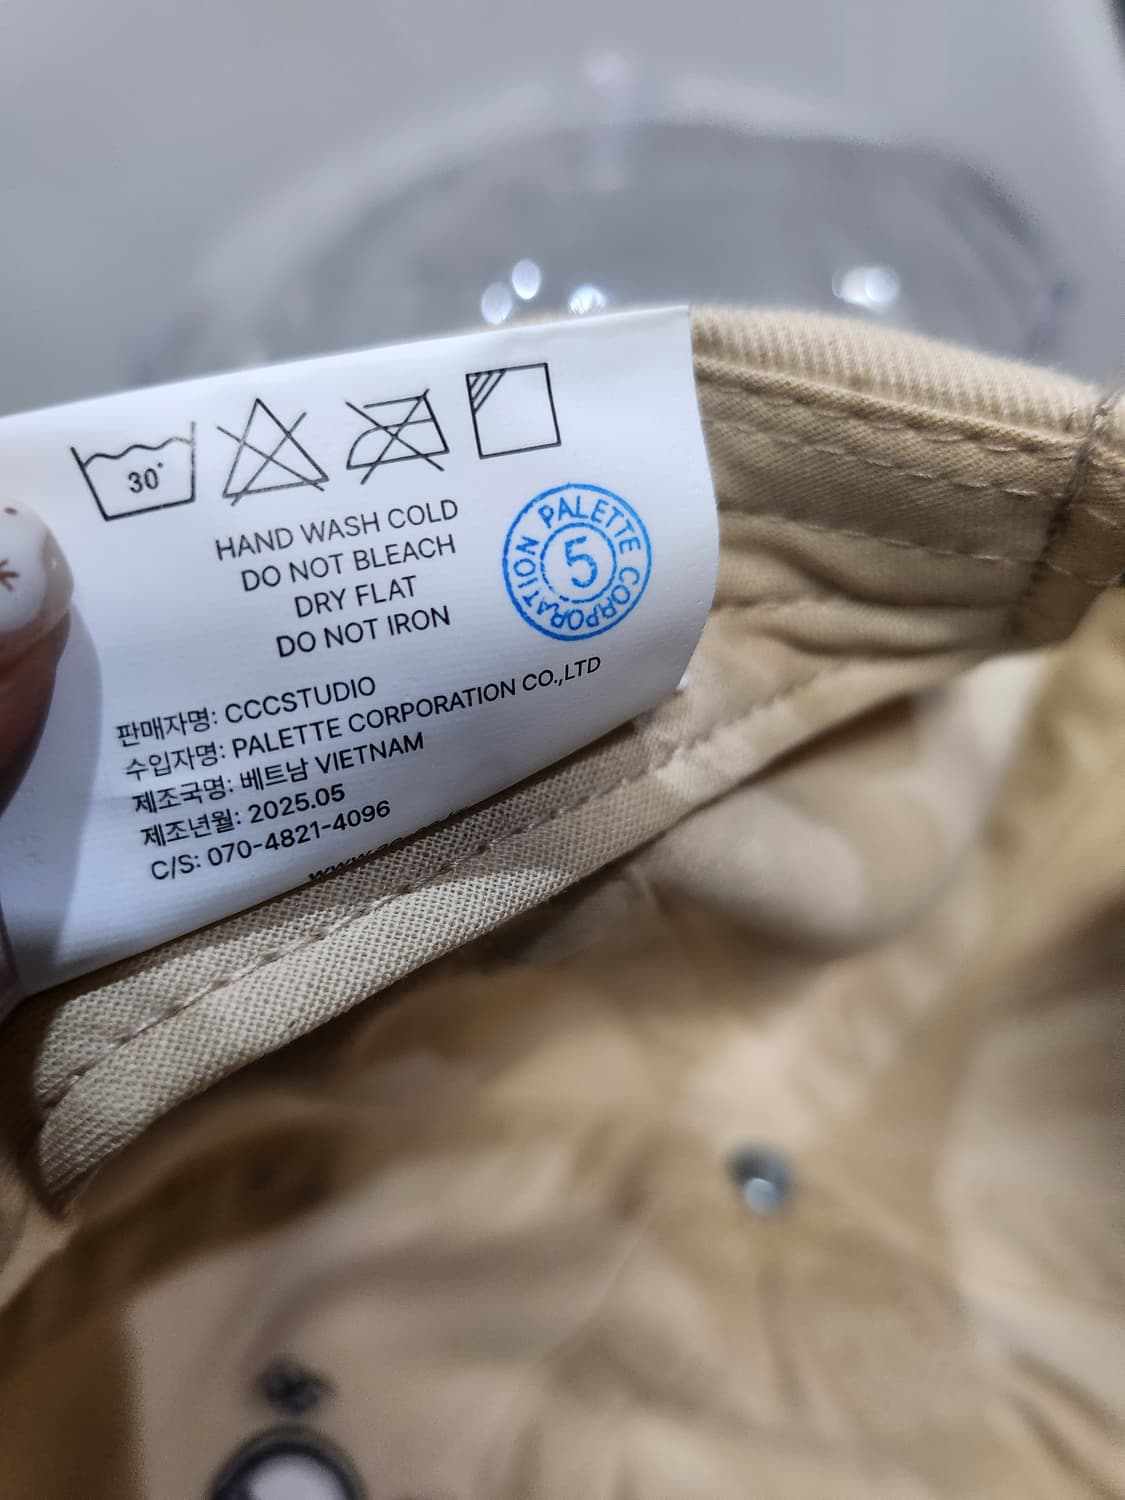 30°
HAND WASH COLD
DO NOT BLEACH
DRY FLAT
DO NOT IRON
PALETTE CORPORATION
5
판매자명: CCCSTUDIO
수입자명: PALETTE CORPORATION CO.,LTD
제조국명: 베트남 VIETNAM
제조년월: 2025.05
C/S: 070-4821-4096